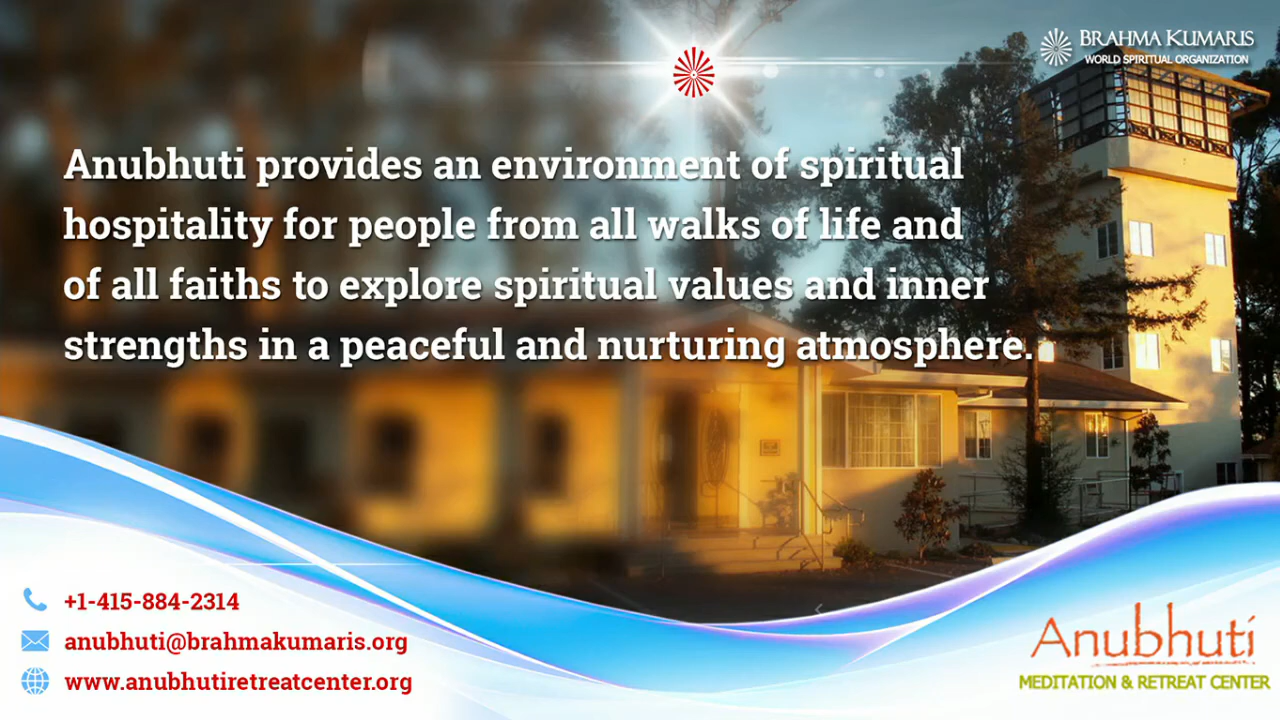 BRAHMA KUMARIS
WORLD SPIRITUAL ORGANIZATION
Anubhuti provides an environment of spiritual
hospitality for people from all walks of life and
of all faiths to explore spiritual values and inner
strengths in a peaceful and nurturing atmosphere.
+1-415-884-2314
anubhuti@brahmakumaris.org
www.anubhutiretreatcenter.org
Anubhuti
MEDITATION & RETREAT CENTER